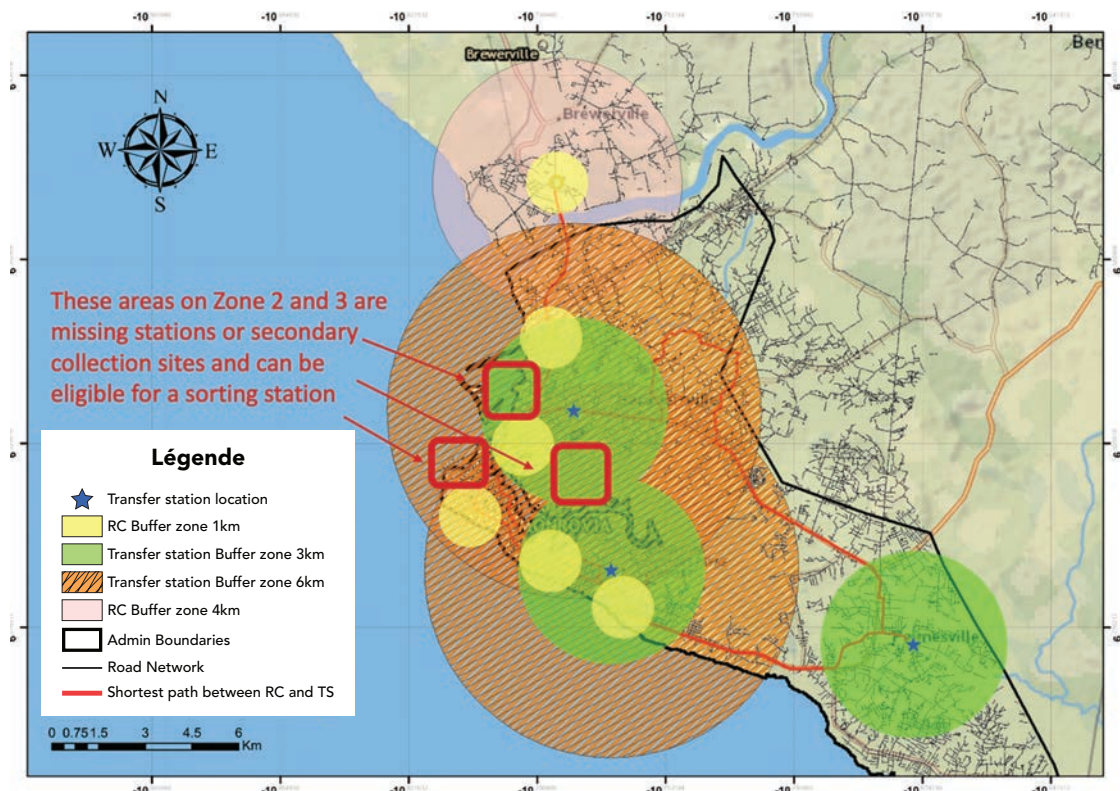 Brewerville
Ben
Brewerville
N
W
E
S
These areas on Zone 2 and 3 are
missing stations or secondary
collection sites and can be
eligible for a sorting station
Légende
Transfer station location
RC Buffer zone 1km
Transfer station Buffer zone 3km
Transfer station Buffer zone 6km
RC Buffer zone 4km
Admin Boundaries
Road Network
Shortest path between RC and TS
0 0.75 1.5 3 4.5 6
Km